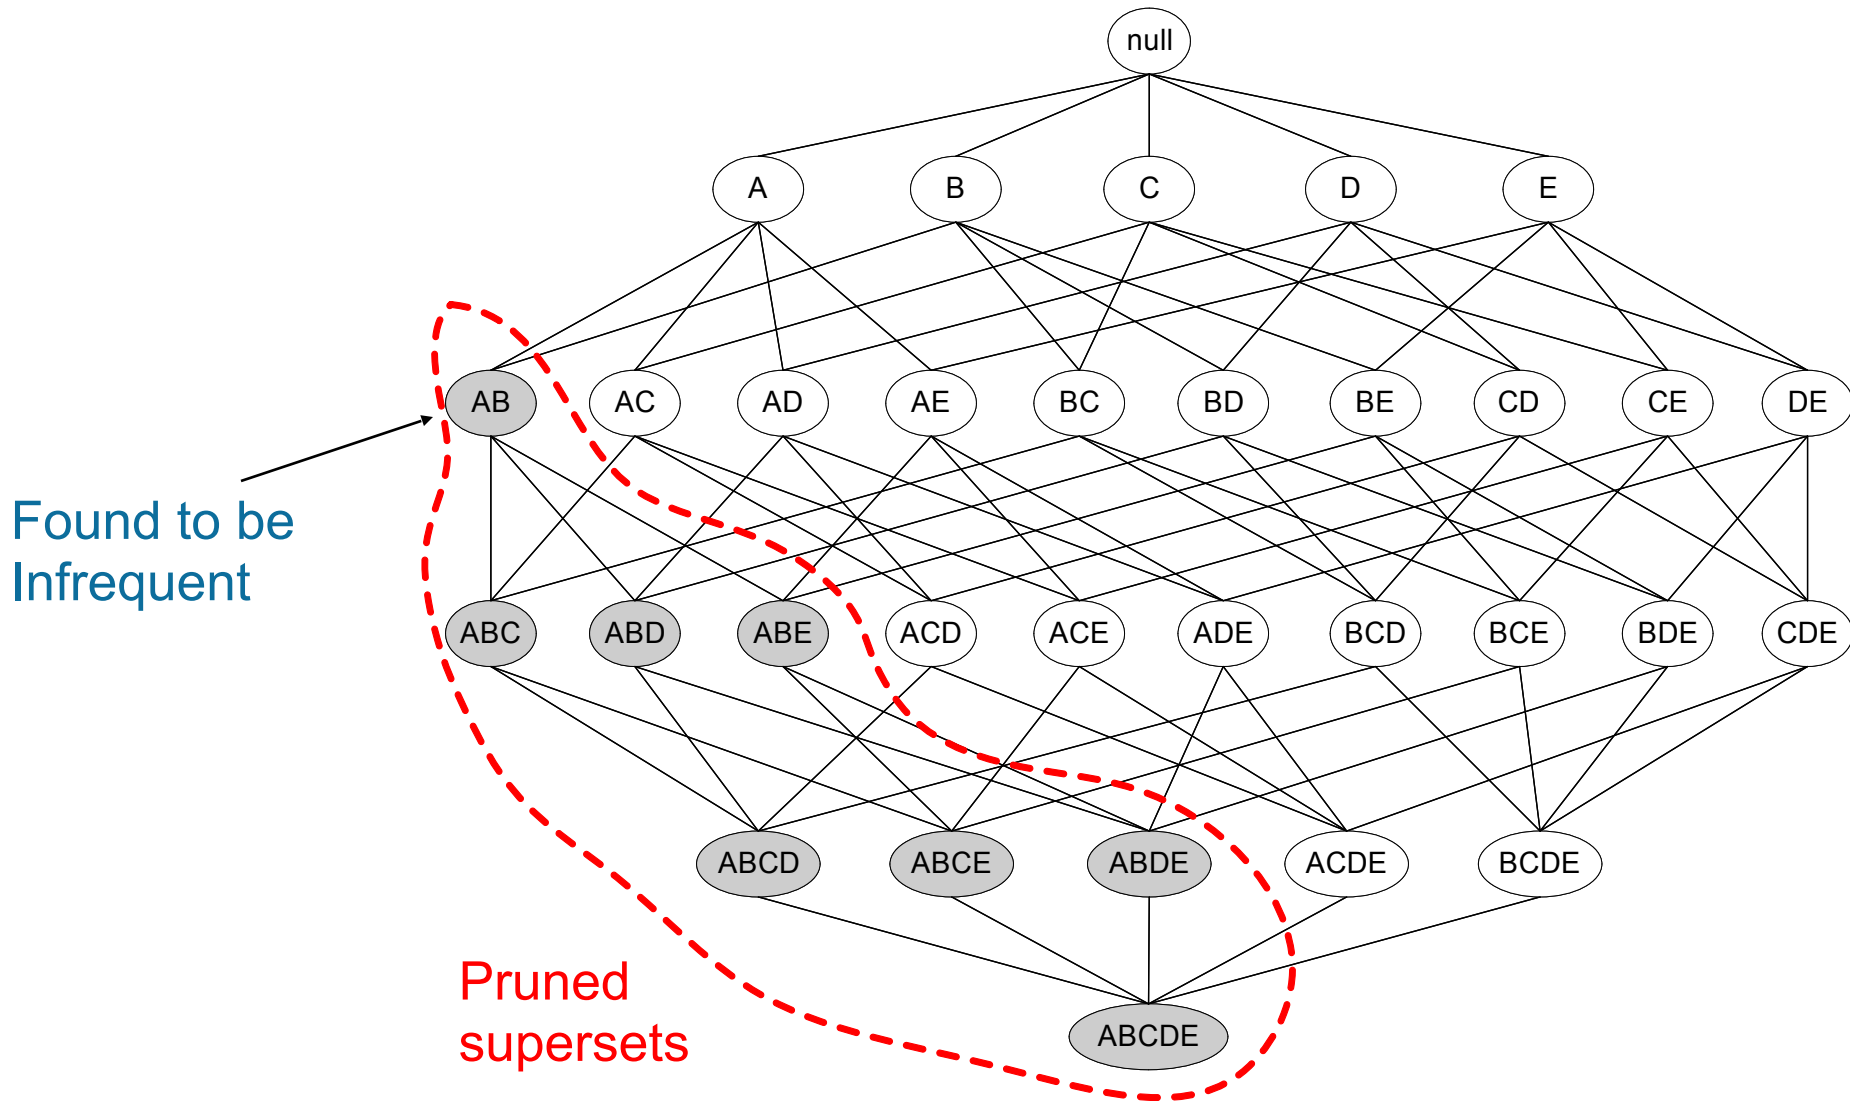 null
A B C D E
AB AC AD AE BC BD BE CD CE DE
Found to be
Infrequent
ABC ABD ABE ACD ACE ADE BCD BCE BDE CDE
ABCD ABCE ABDE ACDE BCDE
Pruned
supersets
ABCDE